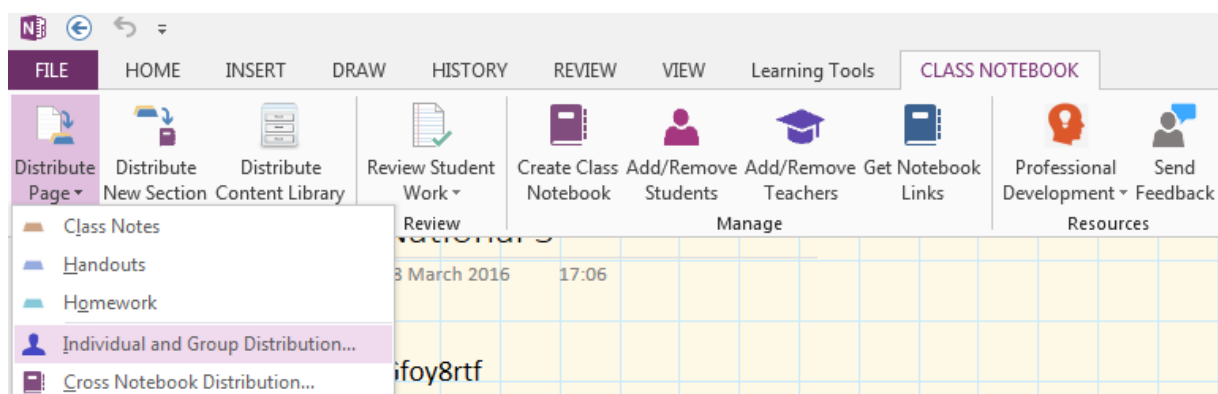 FILE HOME INSERT DRAW HISTORY REVIEW VIEW Learning Tools CLASS NOTEBOOK
Distribute Distribute Distribute Review Student Create Class Add/Remove Add/Remove Get Notebook Professional Send
Page New Section Content Library Work Notebook Students Teachers Links Development Feedback
Review Manage Resources
Class Notes
Handouts
Homework
Individual and Group Distribution...
Cross Notebook Distribution...
March 2016 17:06
foy8rtf